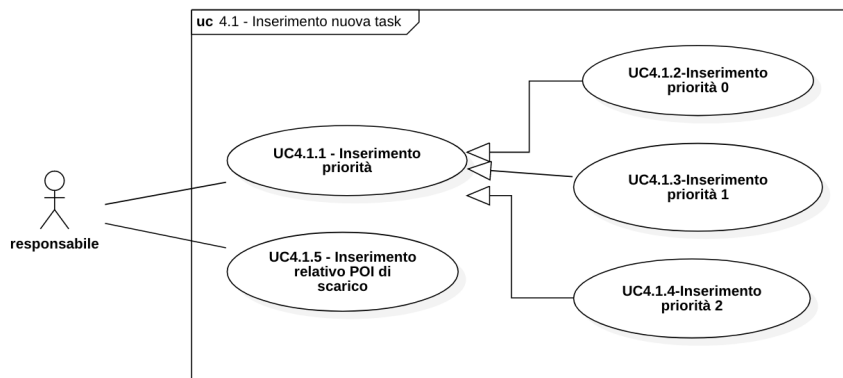 uc 4.1 - Inserimento nuova task
UC4.1.2-Inserimento
priorità 0
UC4.1.1 - Inserimento
priorità
UC4.1.3-Inserimento
priorità 1
responsabile
UC4.1.5 - Inserimento
relativo POI di
scarico
UC4.1.4-Inserimento
priorità 2